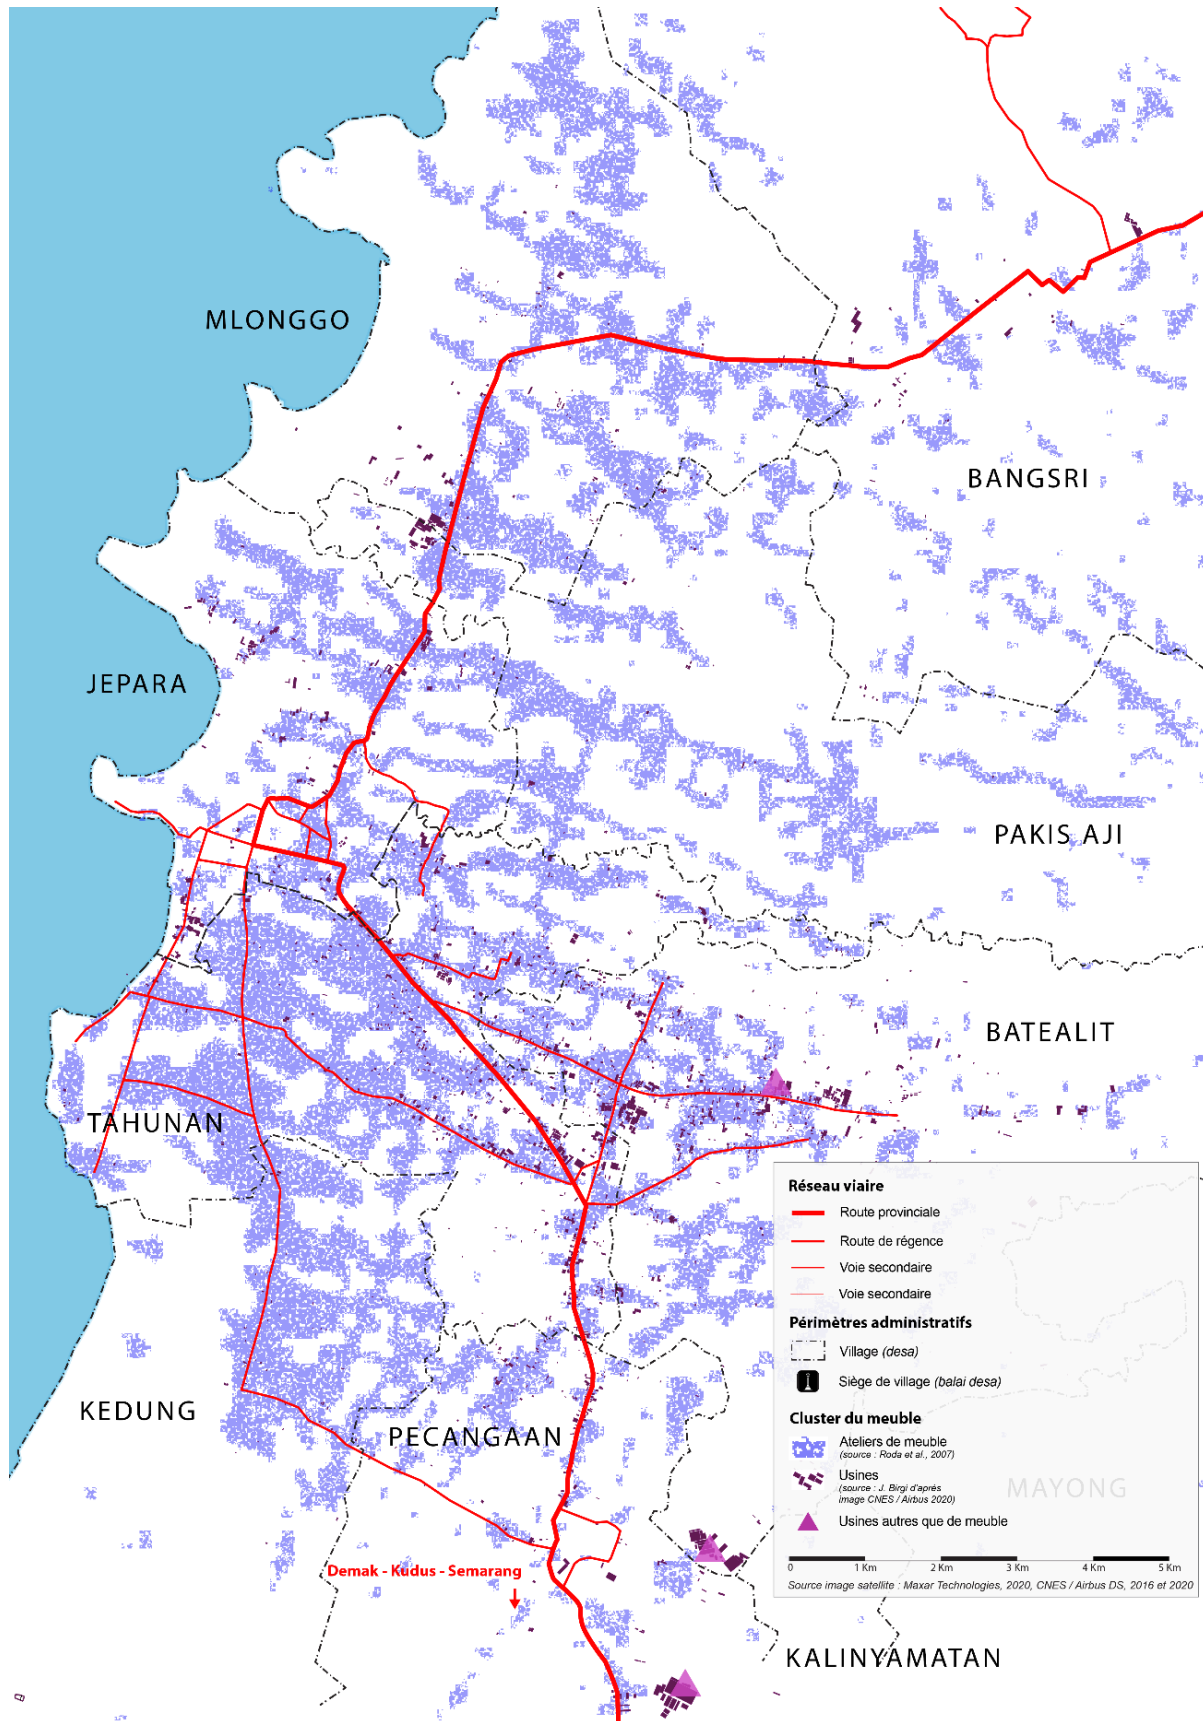 MLONGGO
BANGSRI
JEPARA
PAKIS AJI
BATEALIT
TAHUNAN
KEDUNG
PECANGAAN
Demak - Kudus - Semarang
KALINYAMATAN
Réseau viaire
Route provinciale
Route de régence
Voie secondaire
Voie secondaire
Périmètres administratifs
Village (desa)
Siège de village (balai desa)
Cluster du meuble
Ateliers de meuble
(source : Roda et al., 2007)
Usines
(source : J. Birgi d'après
image CNES / Airbus 2020)
MAYONG
Usines autres que de meuble
0 1 Km 2 Km 3 Km 4 Km 5 Km
Source image satellite : Maxar Technologies, 2020, CNES / Airbus DS, 2016 et 2020